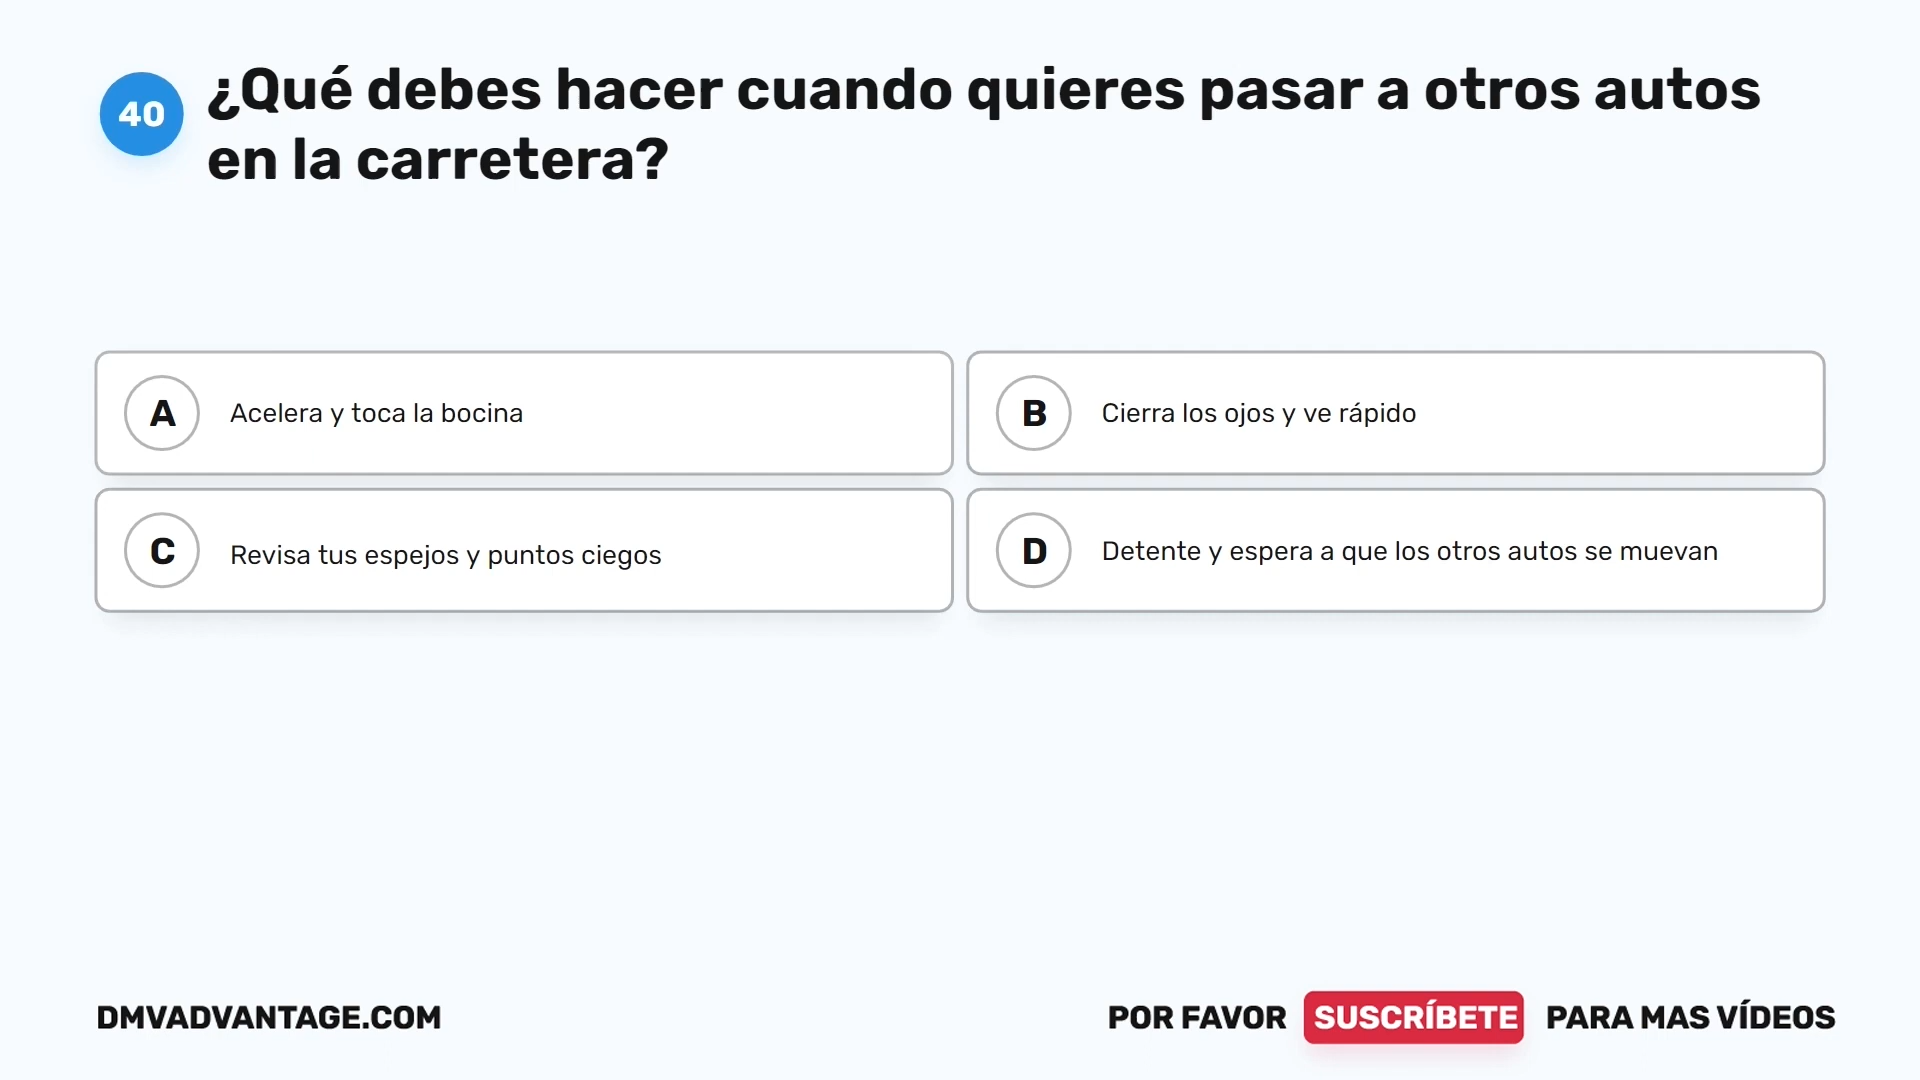 40
¿Qué debes hacer cuando quieres pasar a otros autos
en la carretera?
A Acelera y toca la bocina
B Cierra los ojos y ve rápido
C Revisa tus espejos y puntos ciegos
D Detente y espera a que los otros autos se muevan
DMVADVANTAGE.COM
POR FAVOR SUSCRÍBETE PARA MAS VÍDEOS